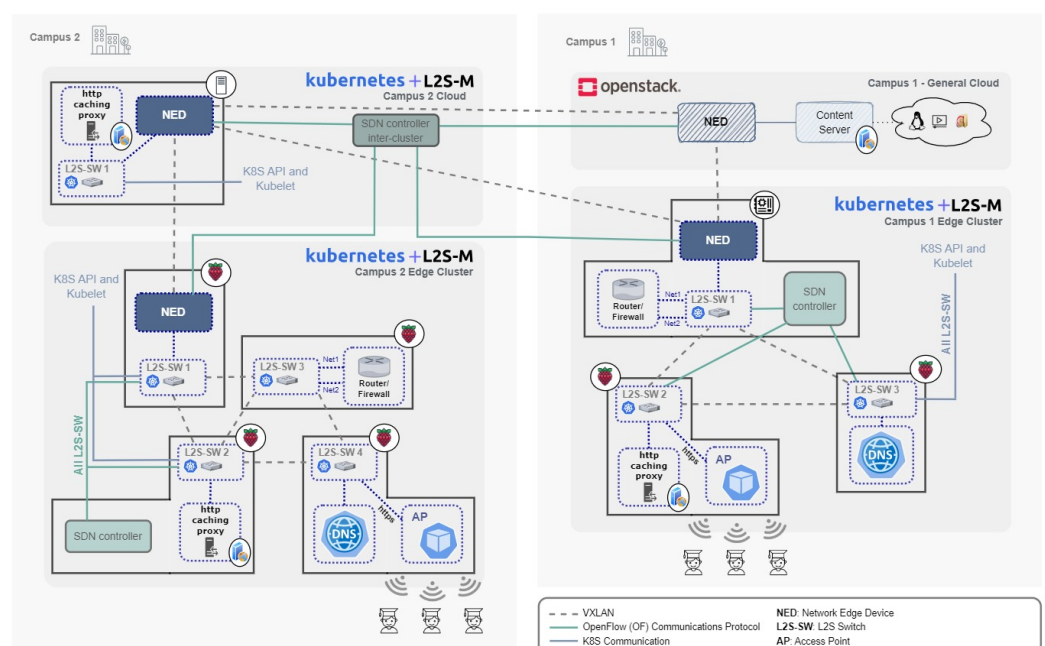 Campus 2
kubernetes +L2S-M
Campus 2 Cloud
http
caching
proxy
NED
SDN controller
inter-cluster
L2S-SW 1
K8S API and
Kubelet
kubernetes +L2S-M
Campus 2 Edge Cluster
K8S API and
Kubelet
NED
L2S-SW 1
L2S-SW 3
Net1
Net2
Router/
Firewall
All L2S-SW
L2S-SW 2
L2S-SW 4
http
caching
proxy
SDN controller
https
DNS
AP
Campus 1
openstack.
Campus 1 - General Cloud
NED
Content
Server
kubernetes +L2S-M
Campus 1 Edge Cluster
NED
K8S API and
Kubelet
Router/
Firewall
Net1
Net2
L2S-SW 1
SDN
controller
All L2S-SW
L2S-SW 2
L2S-SW 3
http
caching
proxy
https
AP
DNS
VXLAN
NED: Network Edge Device
OpenFlow (OF) Communications Protocol
L2S-SW: L2S Switch
K8S Communication
AP: Access Point